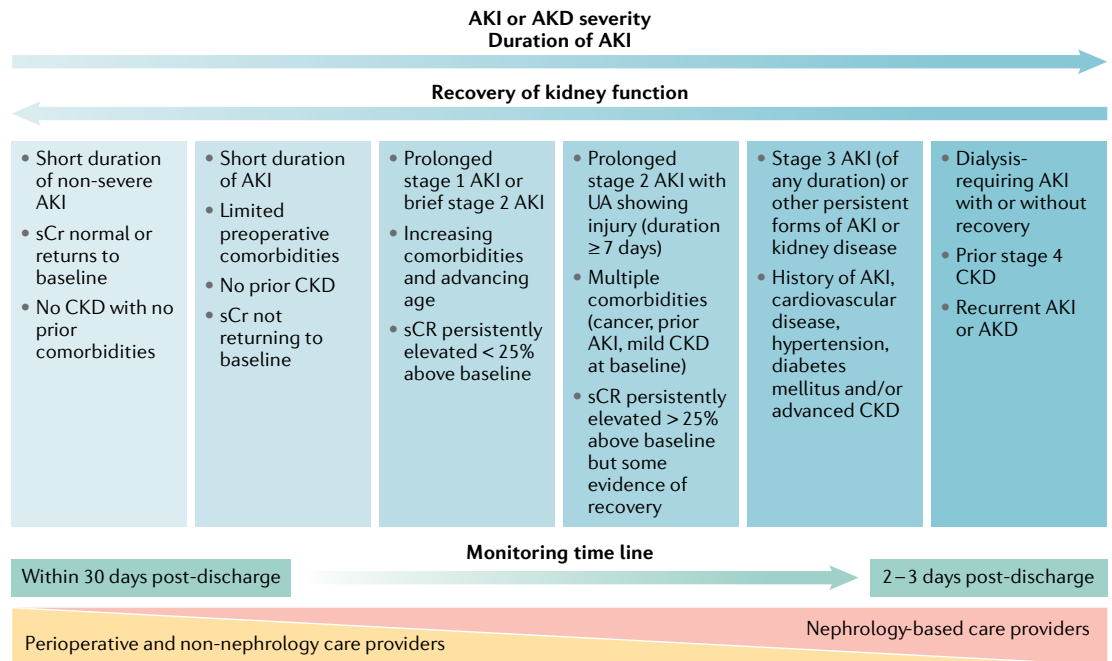 AKI or AKD severity
Duration of AKI
Recovery of kidney function
• Short duration
of non-severe
AKI
• sCr normal or
returns to
baseline
• No CKD with no
prior
comorbidities
• Short duration
of AKI
• Limited
preoperative
comorbidities
• No prior CKD
• sCr not
returning to
baseline
• Prolonged
stage 1 AKI or
brief stage 2 AKI
• Increasing
comorbidities
and advancing
age
• sCR persistently
elevated < 25%
above baseline
• Prolonged
stage 2 AKI with
UA showing
injury (duration
≥ 7 days)
• Multiple
comorbidities
(cancer, prior
AKI, mild CKD
at baseline)
• sCR persistently
elevated > 25%
above baseline
but some
evidence of
recovery
• Stage 3 AKI (of
any duration) or
other persistent
forms of AKI or
kidney disease
• History of AKI,
cardiovascular
disease,
hypertension,
diabetes
mellitus and/or
advanced CKD
• Dialysis-
requiring AKI
with or without
recovery
• Prior stage 4
CKD
• Recurrent AKI
or AKD
Monitoring time line
Within 30 days post-discharge
2–3 days post-discharge
Nephrology-based care providers
Perioperative and non-nephrology care providers